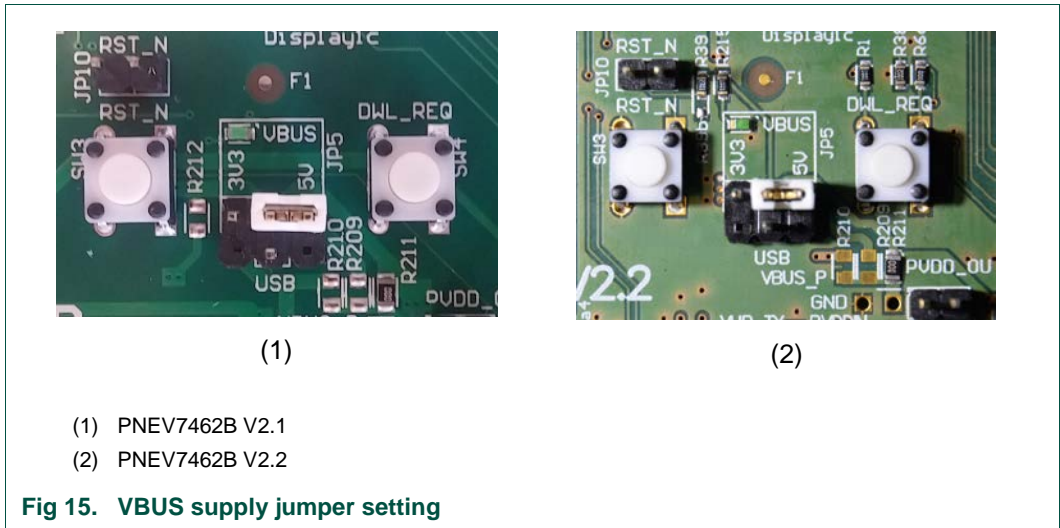 Displayic
RST_N
JP10
F1
RST_N
DWL_REQ
SW3
SW4
R212
VBUS
JP5
3V3
5V
R210
R209
R211
USB
Displayic
RST_N
JP10
R39
R215
F1
R1
R38
RST_N
DWL_REQ
SW3
VBUS
JP5
3V3
5V
R210
R209
R211
USB
VBUS_P
PVDD_OU
GND
V2.2
(1)
(2)
(1) PNEV7462B V2.1
(2) PNEV7462B V2.2
Fig 15. VBUS supply jumper setting